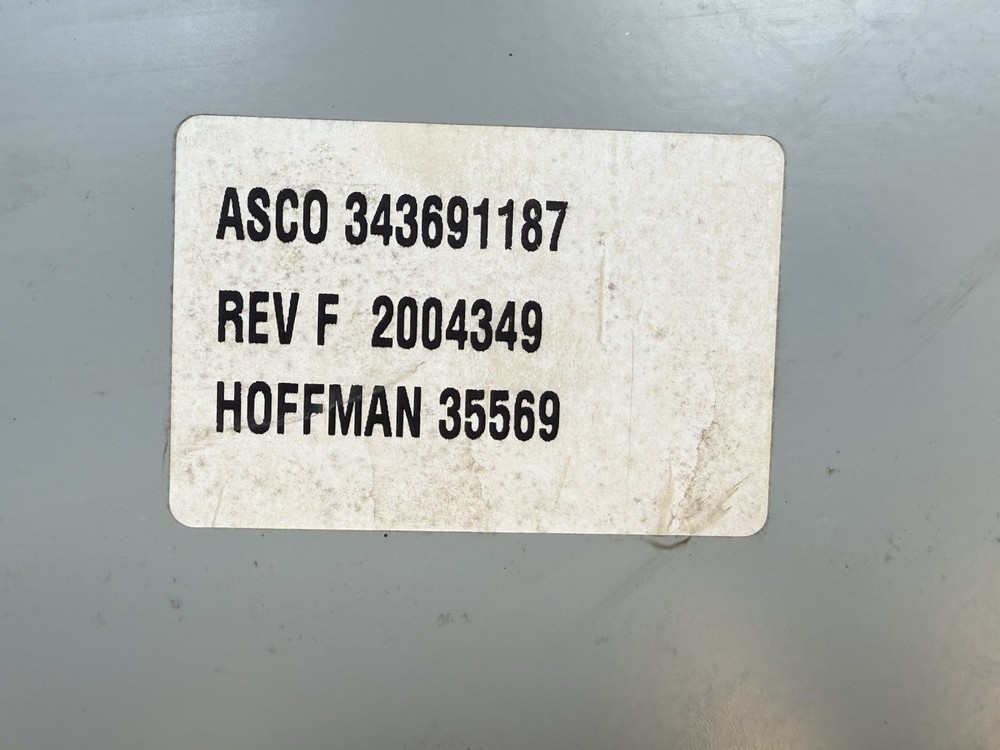 ASCO 343691187
REV F 2004349
HOFFMAN 35569